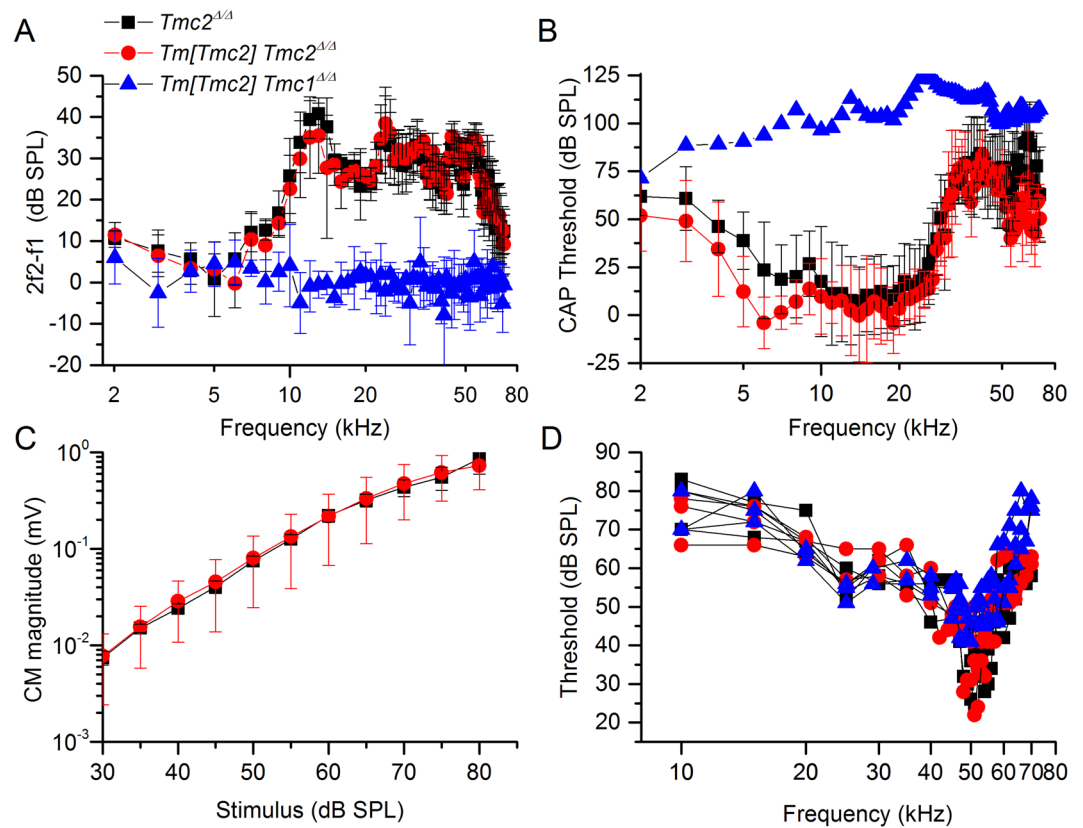 A
Tmc2Δ/Δ
Tm[Tmc2] Tmc2Δ/Δ
Tm[Tmc2] Tmc1Δ/Δ
50
40
30
20
10
0
-10
-20
2f2-f1 (dB SPL)
2 5 10 20 50 80
Frequency (kHz)
B
125
100
75
50
25
0
-25
CAP Threshold (dB SPL)
2 5 10 20 50 80
Frequency (kHz)
C
10⁰
10⁻¹
10⁻²
10⁻³
CM magnitude (mV)
30 40 50 60 70 80
Stimulus (dB SPL)
D
90
80
70
60
50
40
30
20
Threshold (dB SPL)
10 20 30 40 50 60 70 80
Frequency (kHz)